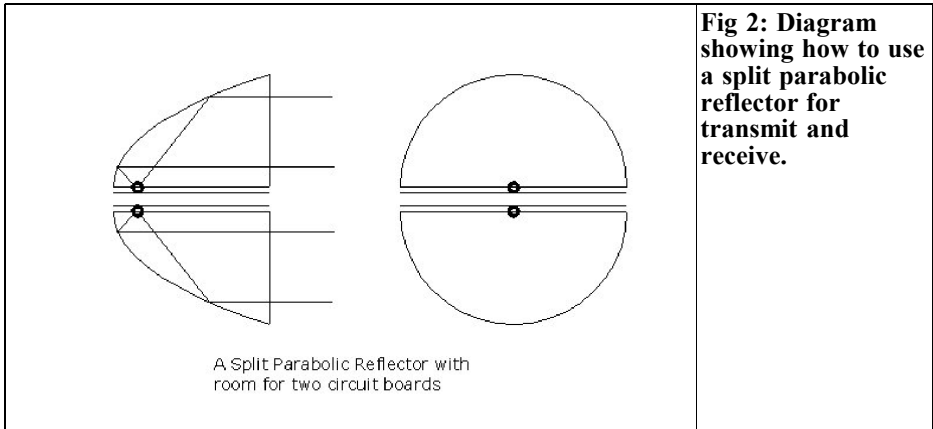 Fig 2: Diagram
showing how to use
a split parabolic
reflector for
transmit and
receive.
A Split Parabolic Reflector with
room for two circuit boards